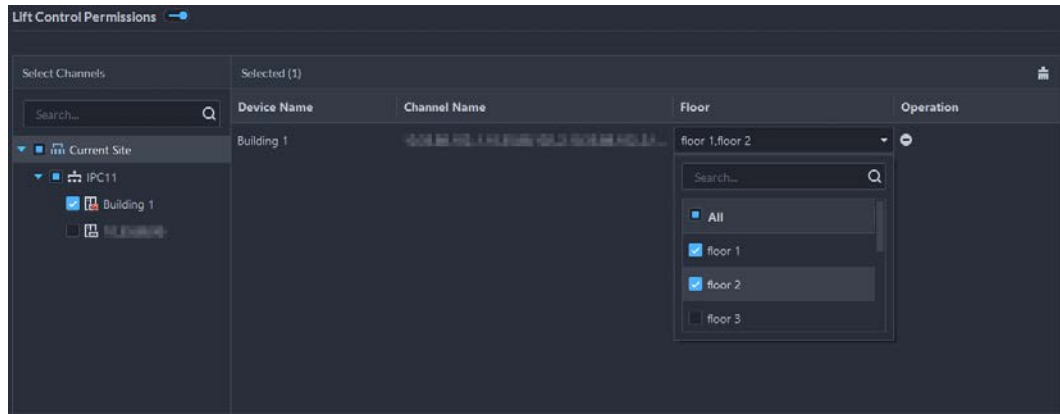 Lift Control Permissions
Select Channels
Selected (1)
Search...
Device Name Channel Name Floor Operation
Current Site
Building 1 floor 1,floor 2
IPC11
Search...
Building 1
All
floor 1
floor 2
floor 3